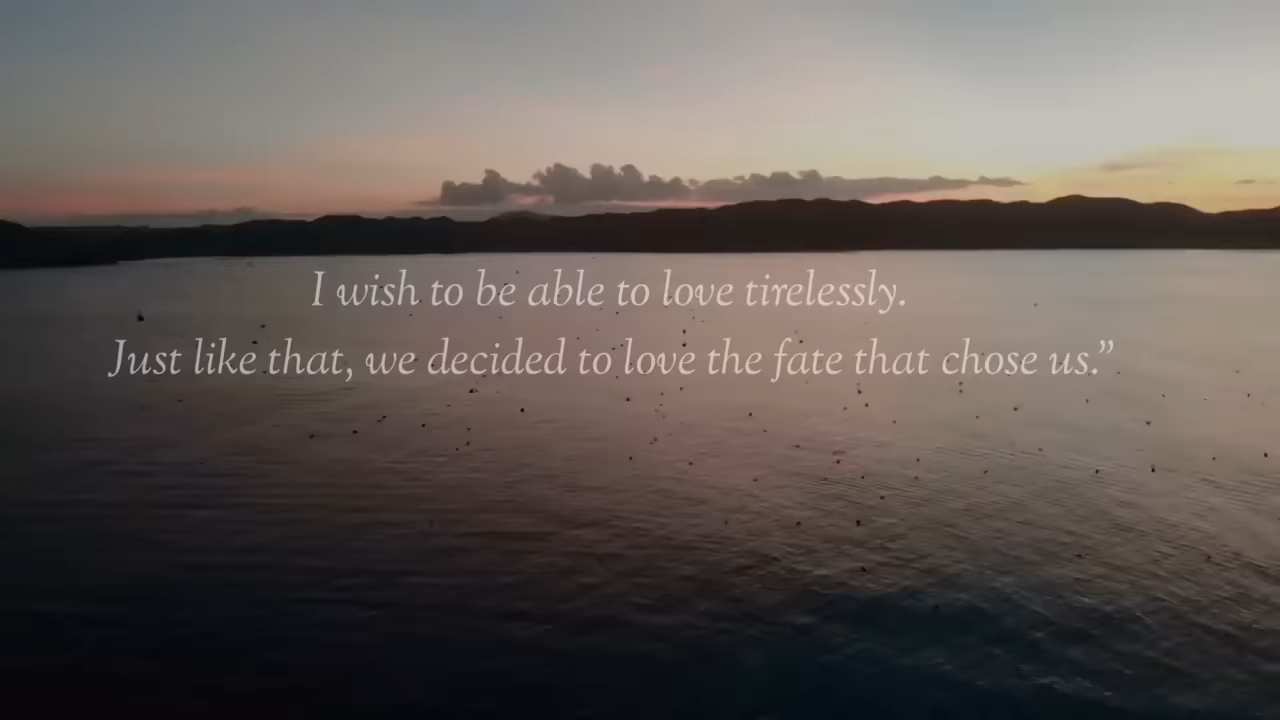 I wish to be able to love tirelessly.
Just like that, we decided to love the fate that chose us.”